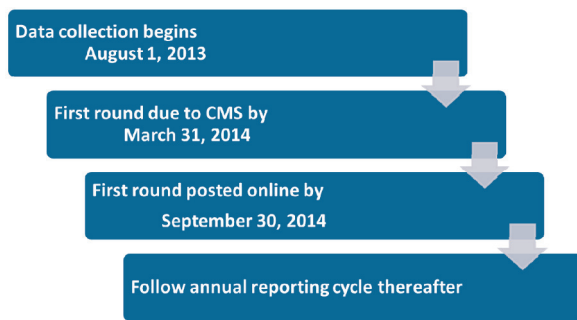 Data collection begins
August 1, 2013
First round due to CMS by
March 31, 2014
First round posted online by
September 30, 2014
Follow annual reporting cycle thereafter